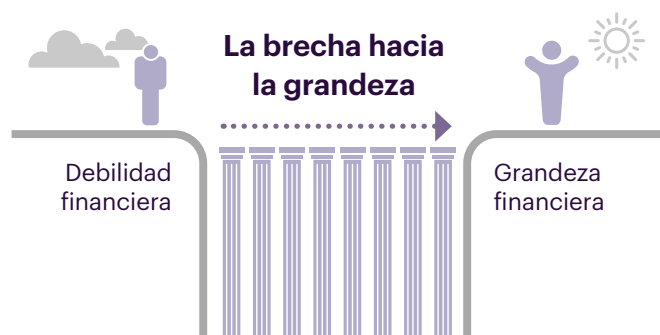 La brecha hacia
la grandeza
Debilidad
financiera
Grandeza
financiera